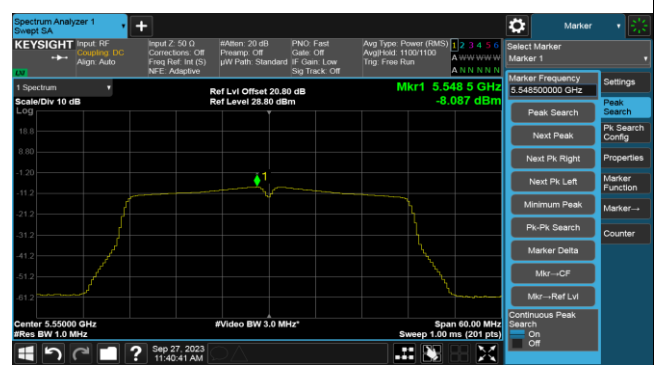 Spectrum Analyzer 1
Swept SA
Marker
KEYSIGHT
Input: RF
Coupling: DC
Align: Auto
Input Z: 50 Ω
Corrections: Off
Freq Ref: Int (S)
NFE: Adaptive
#Atten: 20 dB
Preamp: Off
µW Path: Standard
PNO: Fast
Gate: Off
IF Gain: Low
Sig Track: Off
Avg Type: Power (RMS)
Avg|Hold: 1100/1100
Trig: Free Run
1 2 3 4 5 6
A W W W W W
A N N N N N
LXI
1 Spectrum
Scale/Div 10 dB
Log
Ref Lvl Offset 20.80 dB
Ref Level 28.80 dBm
Mkr1 5.548 5 GHz
-8.087 dBm
18.8
8.80
-1.20
-11.2
-21.2
-31.2
-41.2
-51.2
-61.2
1
Center 5.55000 GHz
#Res BW 1.0 MHz
#Video BW 3.0 MHz*
Span 60.00 MHz
Sweep 1.00 ms (201 pts)
Sep 27, 2023
11:40:41 AM
Select Marker
Marker 1
Marker Frequency
5.548500000 GHz
Peak Search
Next Peak
Next Pk Right
Next Pk Left
Minimum Peak
Pk-Pk Search
Marker Delta
Mkr→CF
Mkr→Ref Lvl
Continuous Peak
Search
On
Off
Settings
Peak
Search
Pk Search
Config
Properties
Marker
Function
Marker→
Counter